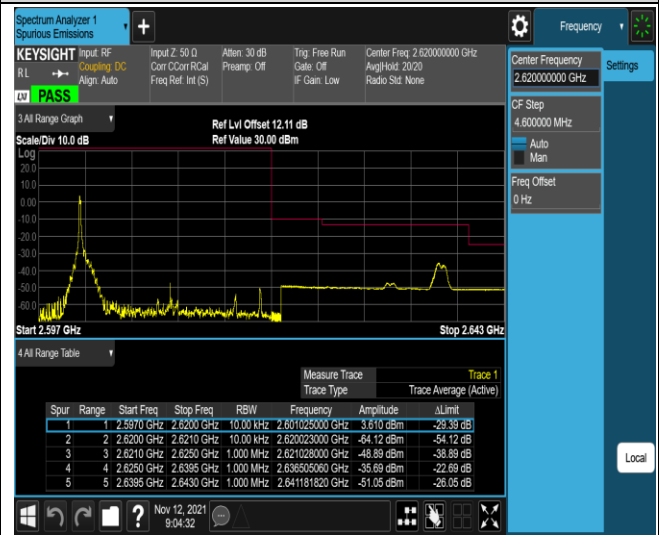 Spectrum Analyzer 1
Spurious Emissions
Frequency
KEYSIGHT
R L
LXI PASS
Input: RF
Coupling: DC
Align: Auto
Input Z: 50 Ω
Corr CCorr RCal
Freq Ref: Int (S)
Atten: 30 dB
Preamp: Off
Trig: Free Run
Gate: Off
IF Gain: Low
Center Freq: 2.620000000 GHz
Avg|Hold: 20/20
Radio Std: None
Center Frequency
2.620000000 GHz
Settings
CF Step
4.600000 MHz
Auto
Man
Freq Offset
0 Hz
3 All Range Graph
Ref Lvl Offset 12.11 dB
Scale/Div 10.0 dB
Ref Value 30.00 dBm
Log
20.0
10.0
0.00
-10.0
-20.0
-30.0
-40.0
-50.0
-60.0
Start 2.597 GHz
Stop 2.643 GHz
4 All Range Table
Measure Trace Trace 1
Trace Type Trace Average (Active)
Spur Range Start Freq Stop Freq RBW Frequency Amplitude ΔLimit
1 1 2.5970 GHz 2.6200 GHz 10.00 kHz 2.601025000 GHz 3.610 dBm -29.39 dB
2 2 2.6200 GHz 2.6210 GHz 10.00 kHz 2.620023000 GHz -64.12 dBm -54.12 dB
3 3 2.6210 GHz 2.6250 GHz 1.000 MHz 2.621028000 GHz -48.89 dBm -38.89 dB
4 4 2.6250 GHz 2.6395 GHz 1.000 MHz 2.636505060 GHz -35.69 dBm -22.69 dB
5 5 2.6395 GHz 2.6430 GHz 1.000 MHz 2.641181820 GHz -51.05 dBm -26.05 dB
Local
?
Nov 12, 2021
9:04:32